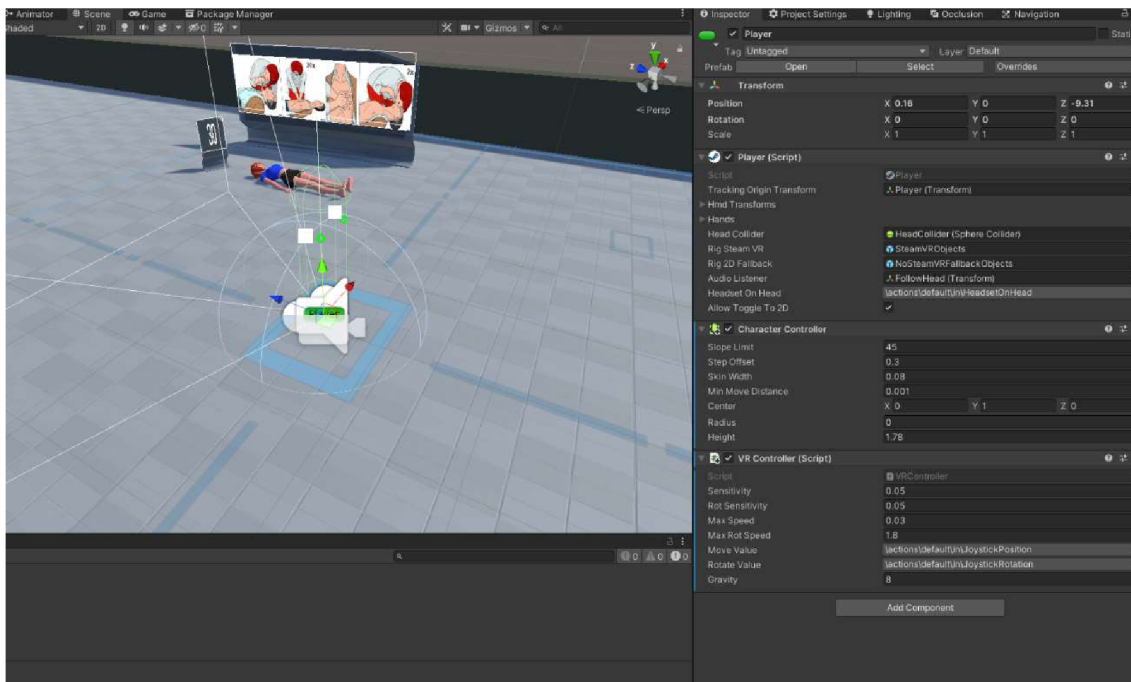 Animator Scene Game Package Manager
Shaded 2D Gizmos All
30x
y
x
z
Persp
Inspector Project Settings Lighting Occlusion Navigation
Player Stati
Tag Untagged Layer Default
Prefab Open Select Overrides
Transform
Position X 0.16 Y 0 Z -9.31
Rotation X 0 Y 0 Z 0
Scale X 1 Y 1 Z 1
Player (Script)
Script Player
Tracking Origin Transform Player (Transform)
Hmd Transforms
Hands
Head Collider HeadCollider (Sphere Collider)
Rig Steam VR SteamVRObjects
Rig 2D Fallback NoSteamVRFallbackObjects
Audio Listener FollowHead (Transform)
Headset On Head \actions\default\in\HeadsetOnHead
Allow Toggle To 2D
Character Controller
Slope Limit 45
Step Offset 0.3
Skin Width 0.08
Min Move Distance 0.001
Center X 0 Y 1 Z 0
Radius 0
Height 1.78
VR Controller (Script)
Script VRController
Sensitivity 0.05
Rot Sensitivity 0.05
Max Speed 0.03
Max Rot Speed 1.8
Move Value \actions\default\in\JoystickPosition
Rotate Value \actions\default\in\JoystickRotation
Gravity 8
Add Component
0 0 0